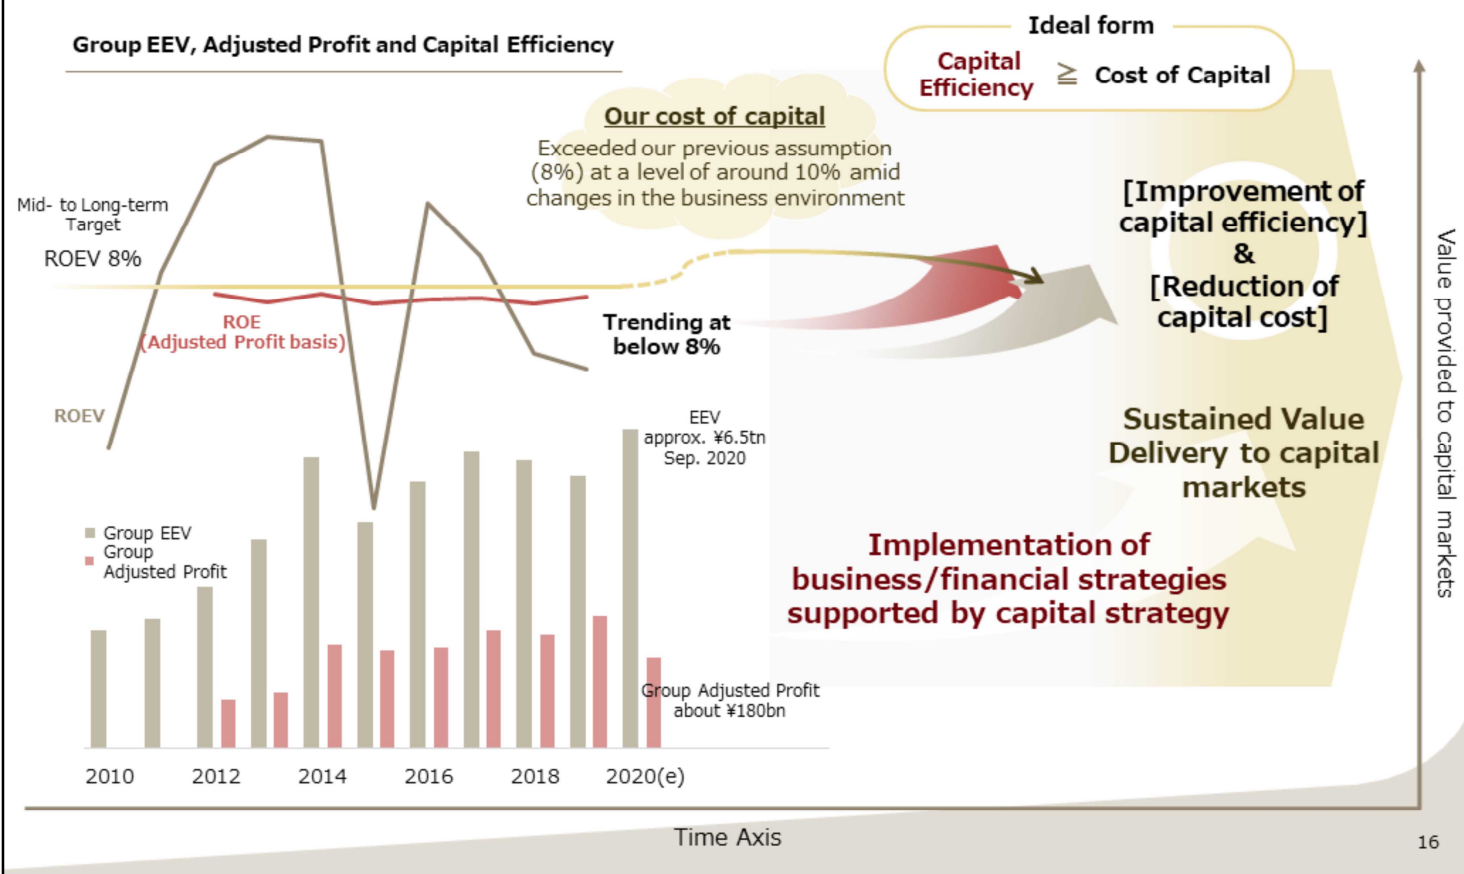 Group EEV, Adjusted Profit and Capital Efficiency
Ideal form
Capital
Efficiency
≧
Cost of Capital
Our cost of capital
Exceeded our previous assumption
(8%) at a level of around 10% amid
changes in the business environment
Mid- to Long-term
Target
ROEV 8%
ROE
(Adjusted Profit basis)
ROEV
Trending at
below 8%
[Improvement of
capital efficiency]
&
[Reduction of
capital cost]
Sustained Value
Delivery to capital
markets
Implementation of
business/financial strategies
supported by capital strategy
EEV
approx. ¥6.5tn
Sep. 2020
Group EEV
Group
Adjusted Profit
Group Adjusted Profit
about ¥180bn
2010
2012
2014
2016
2018
2020(e)
Time Axis
Value provided to capital markets
16